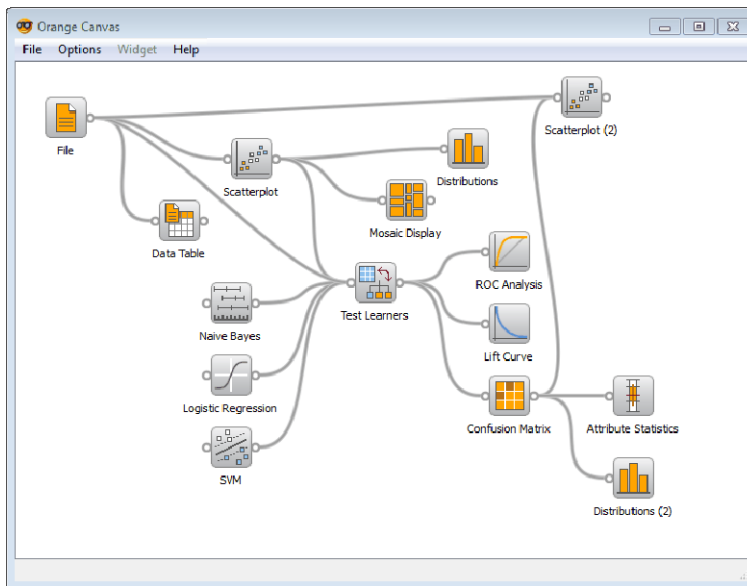 Orange Canvas
File Options Widget Help
Scatterplot (2)
File
Distributions
Scatterplot
Mosaic Display
Data Table
ROC Analysis
Test Learners
Naive Bayes
Lift Curve
Logistic Regression
Confusion Matrix
Attribute Statistics
SVM
Distributions (2)